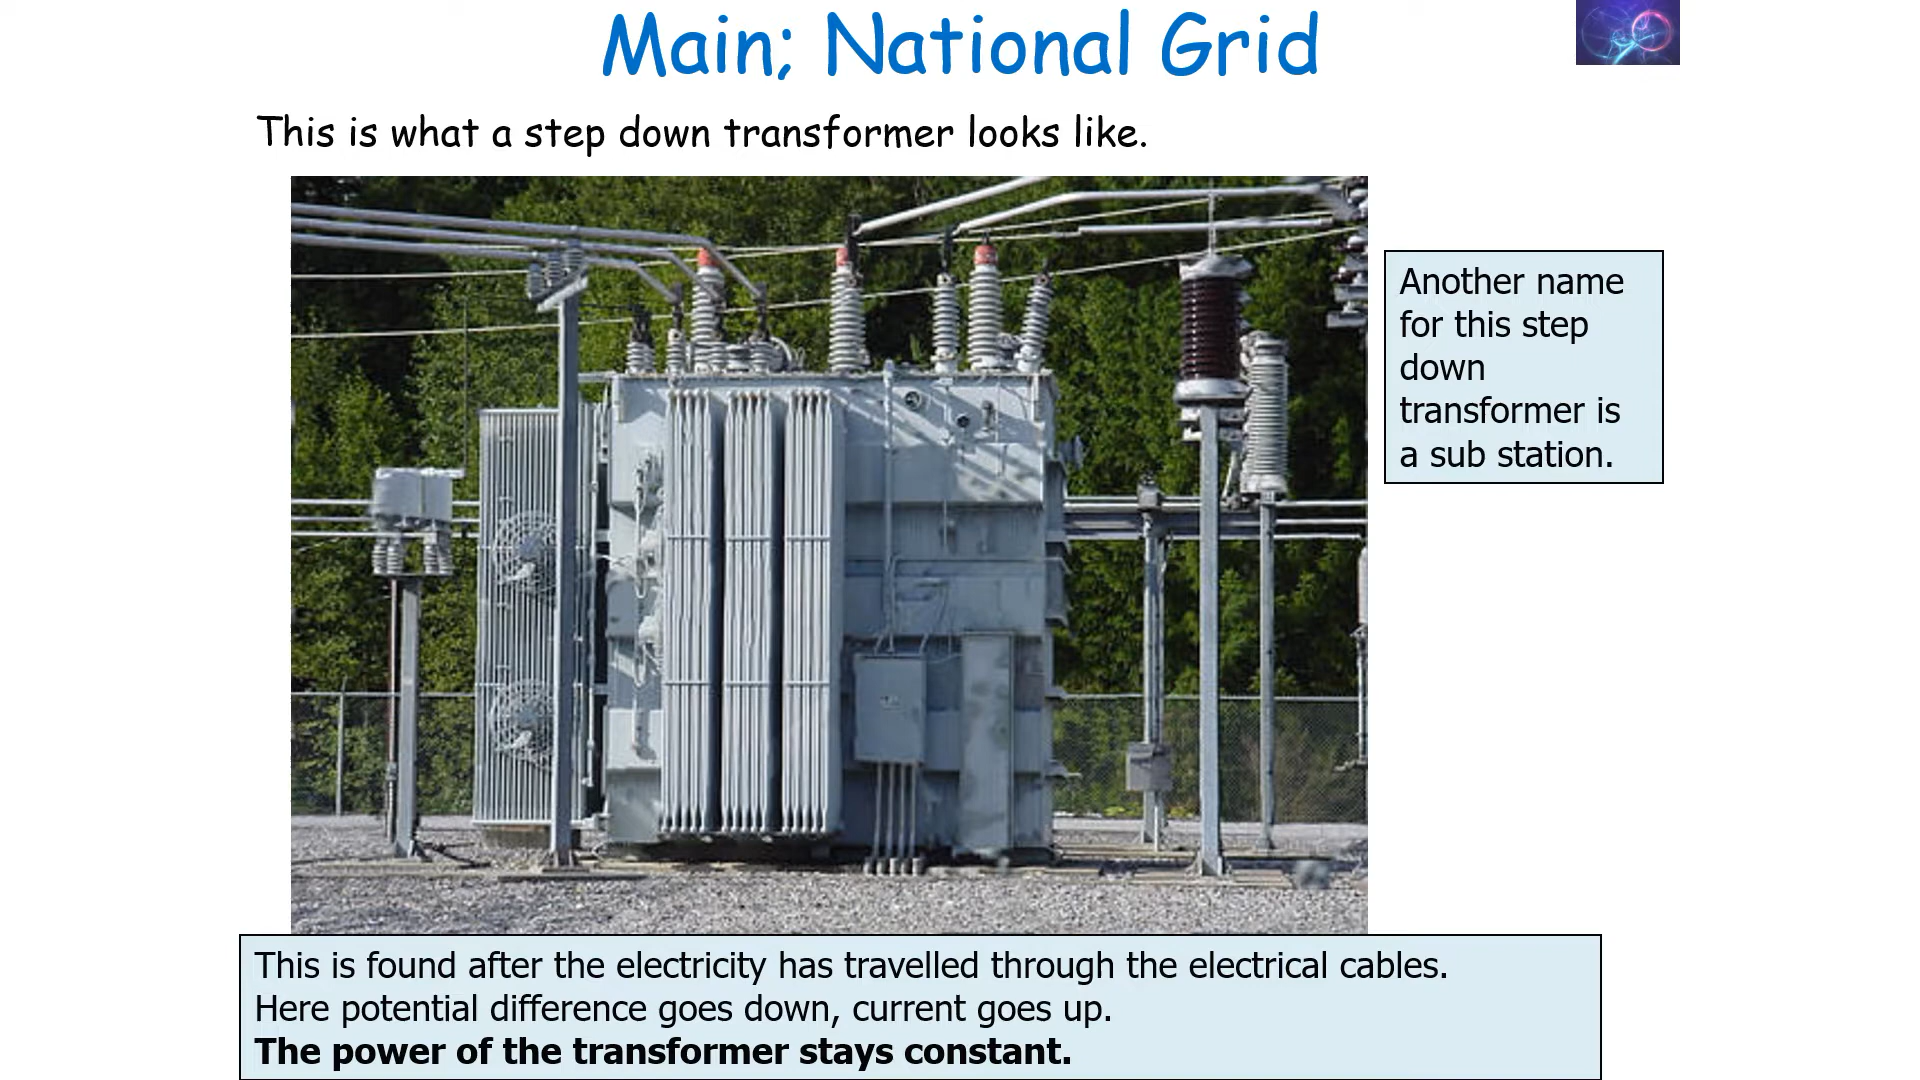 Main; National Grid
This is what a step down transformer looks like.
Another name
for this step
down
transformer is
a sub station.
This is found after the electricity has travelled through the electrical cables.
Here potential difference goes down, current goes up.
The power of the transformer stays constant.